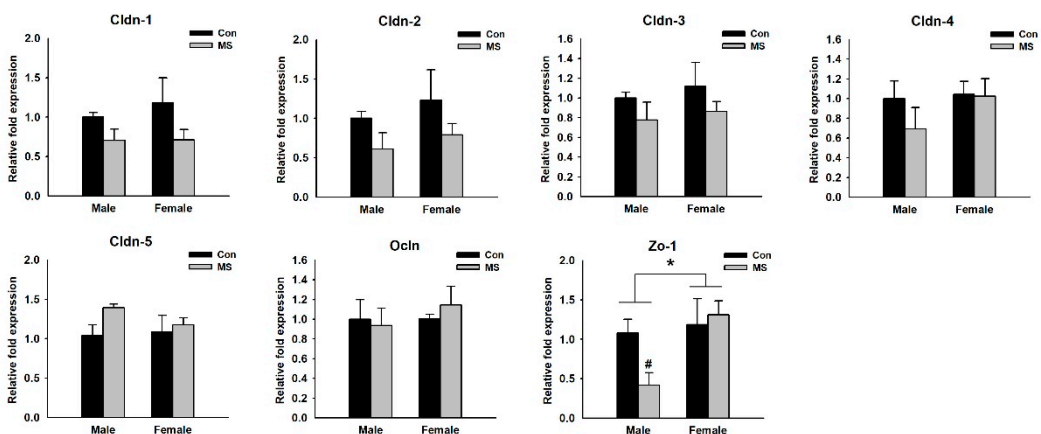 Cldn-1
Relative fold expression
2.0
1.5
1.0
0.5
0.0
Con
MS
Male Female
Cldn-2
Relative fold expression
2.0
1.5
1.0
0.5
0.0
Con
MS
Male Female
Cldn-3
Relative fold expression
1.6
1.4
1.2
1.0
0.8
0.6
0.4
0.2
0.0
Con
MS
Male Female
Cldn-4
Relative fold expression
1.6
1.4
1.2
1.0
0.8
0.6
0.4
0.2
0.0
Con
MS
Male Female
Cldn-5
Relative fold expression
2.0
1.5
1.0
0.5
0.0
Con
MS
Male Female
Ocln
Relative fold expression
1.6
1.4
1.2
1.0
0.8
0.6
0.4
0.2
0.0
Con
MS
Male Female
Zo-1
Relative fold expression
2.0
1.5
1.0
0.5
0.0
Con
MS
*
#
Male Female